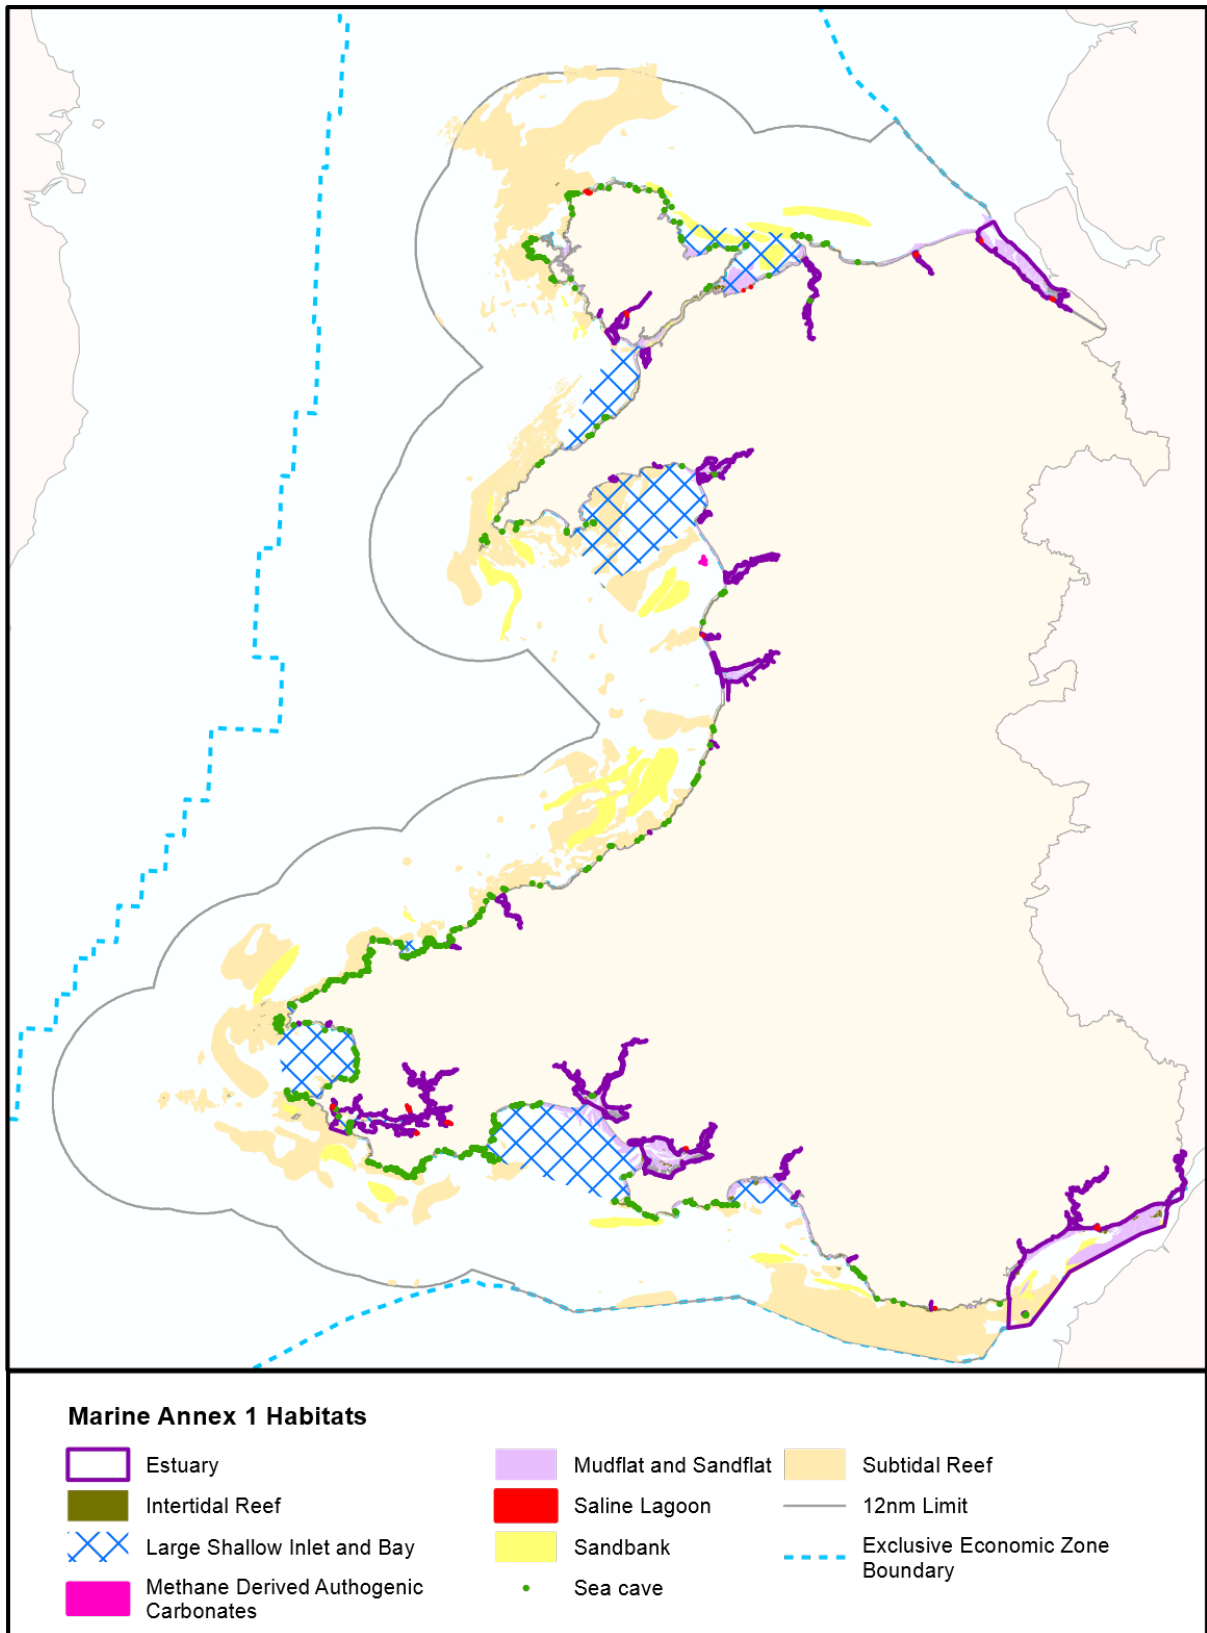 Marine Annex 1 Habitats
Estuary
Intertidal Reef
Large Shallow Inlet and Bay
Methane Derived Authogenic
Carbonates
Mudflat and Sandflat
Saline Lagoon
Sandbank
Sea cave
Subtidal Reef
12nm Limit
Exclusive Economic Zone
Boundary